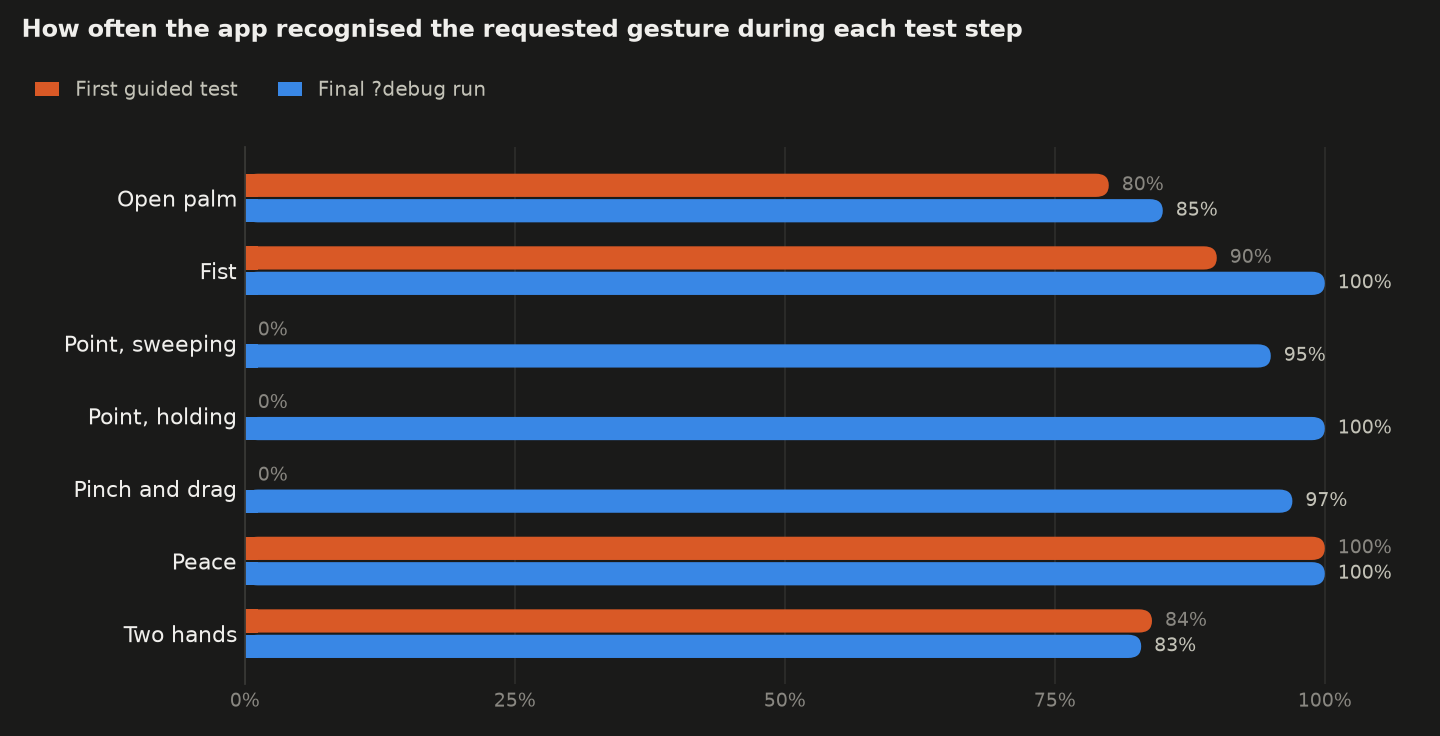 How often the app recognised the requested gesture during each test step
First guided test
Final ?debug run
Open palm
80%
85%
Fist
90%
100%
Point, sweeping
0%
95%
Point, holding
0%
100%
Pinch and drag
0%
97%
Peace
100%
100%
Two hands
84%
83%
0%
25%
50%
75%
100%